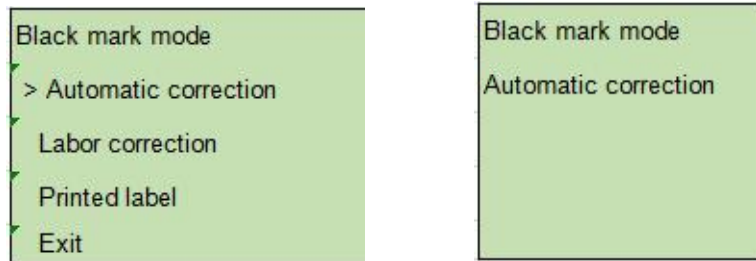 Black mark mode
> Automatic correction
Labor correction
Printed label
Exit
Black mark mode
Automatic correction